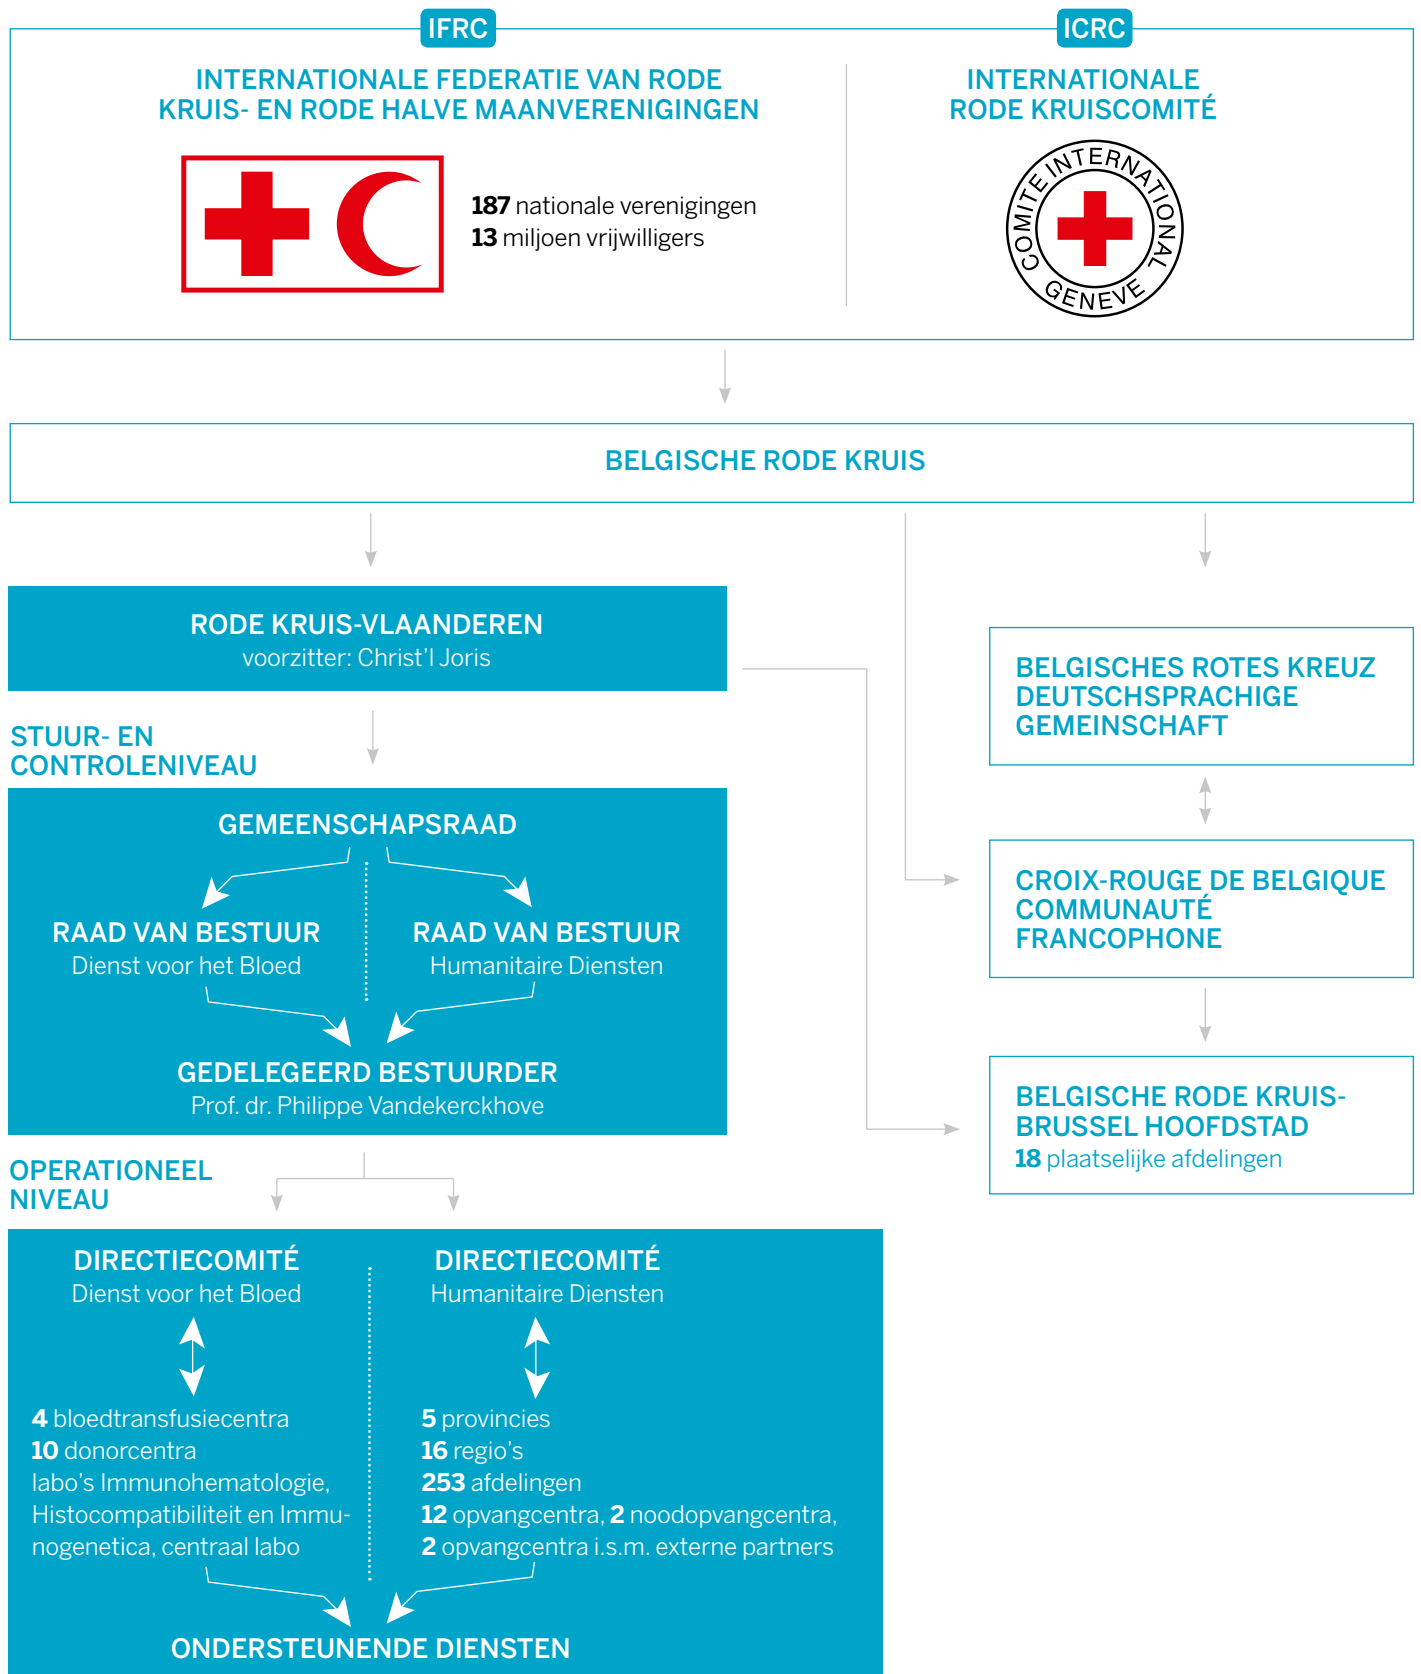 IFRC
INTERNATIONALE FEDERATIE VAN RODE
KRUIS- EN RODE HALVE MAANVERENIGINGEN
187 nationale verenigingen
13 miljoen vrijwilligers
ICRC
INTERNATIONALE
RODE KRUISCOMITÉ
COMITE INTERNATIONAL
GENEVE
BELGISCHE RODE KRUIS
RODE KRUIS-VLAANDEREN
voorzitter: Christ'l Joris
STUUR- EN
CONTROLENIVEAU
GEMEENSCHAPSRAAD
RAAD VAN BESTUUR
Dienst voor het Bloed
RAAD VAN BESTUUR
Humanitaire Diensten
GEDELEGEERD BESTUURDER
Prof. dr. Philippe Vandekerckhove
BELGISCHES ROTES KREUZ
DEUTSCHSPRACHIGE
GEMEINSCHAFT
CROIX-ROUGE DE BELGIQUE
COMMUNAUTÉ
FRANCOPHONE
BELGISCHE RODE KRUIS-
BRUSSEL HOOFDSTAD
18 plaatselijke afdelingen
OPERATIONEEL
NIVEAU
DIRECTIECOMITÉ
Dienst voor het Bloed
4 bloedtransfusiecentra
10 donorcentra
labo's Immunohematologie,
Histocompatibiliteit en Immu-
nogenetica, centraal labo
DIRECTIECOMITÉ
Humanitaire Diensten
5 provincies
16 regio's
253 afdelingen
12 opvangcentra, 2 noodopvangcentra,
2 opvangcentra i.s.m. externe partners
ONDERSTEUNENDE DIENSTEN